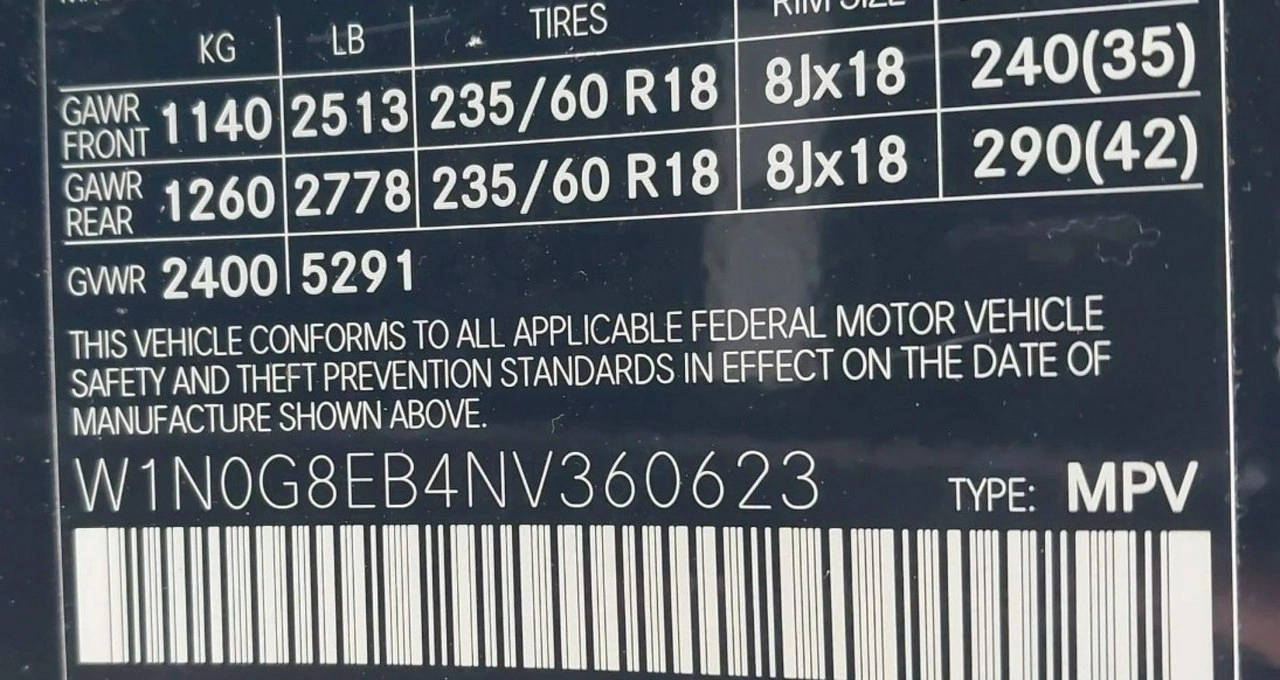 KG LB TIRES RIM SIZE
GAWR FRONT 1140 2513 235/60 R18 8Jx18 240(35)
GAWR REAR 1260 2778 235/60 R18 8Jx18 290(42)
GVWR 2400 5291
THIS VEHICLE CONFORMS TO ALL APPLICABLE FEDERAL MOTOR VEHICLE
SAFETY AND THEFT PREVENTION STANDARDS IN EFFECT ON THE DATE OF
MANUFACTURE SHOWN ABOVE.
W1N0G8EB4NV360623 TYPE: MPV